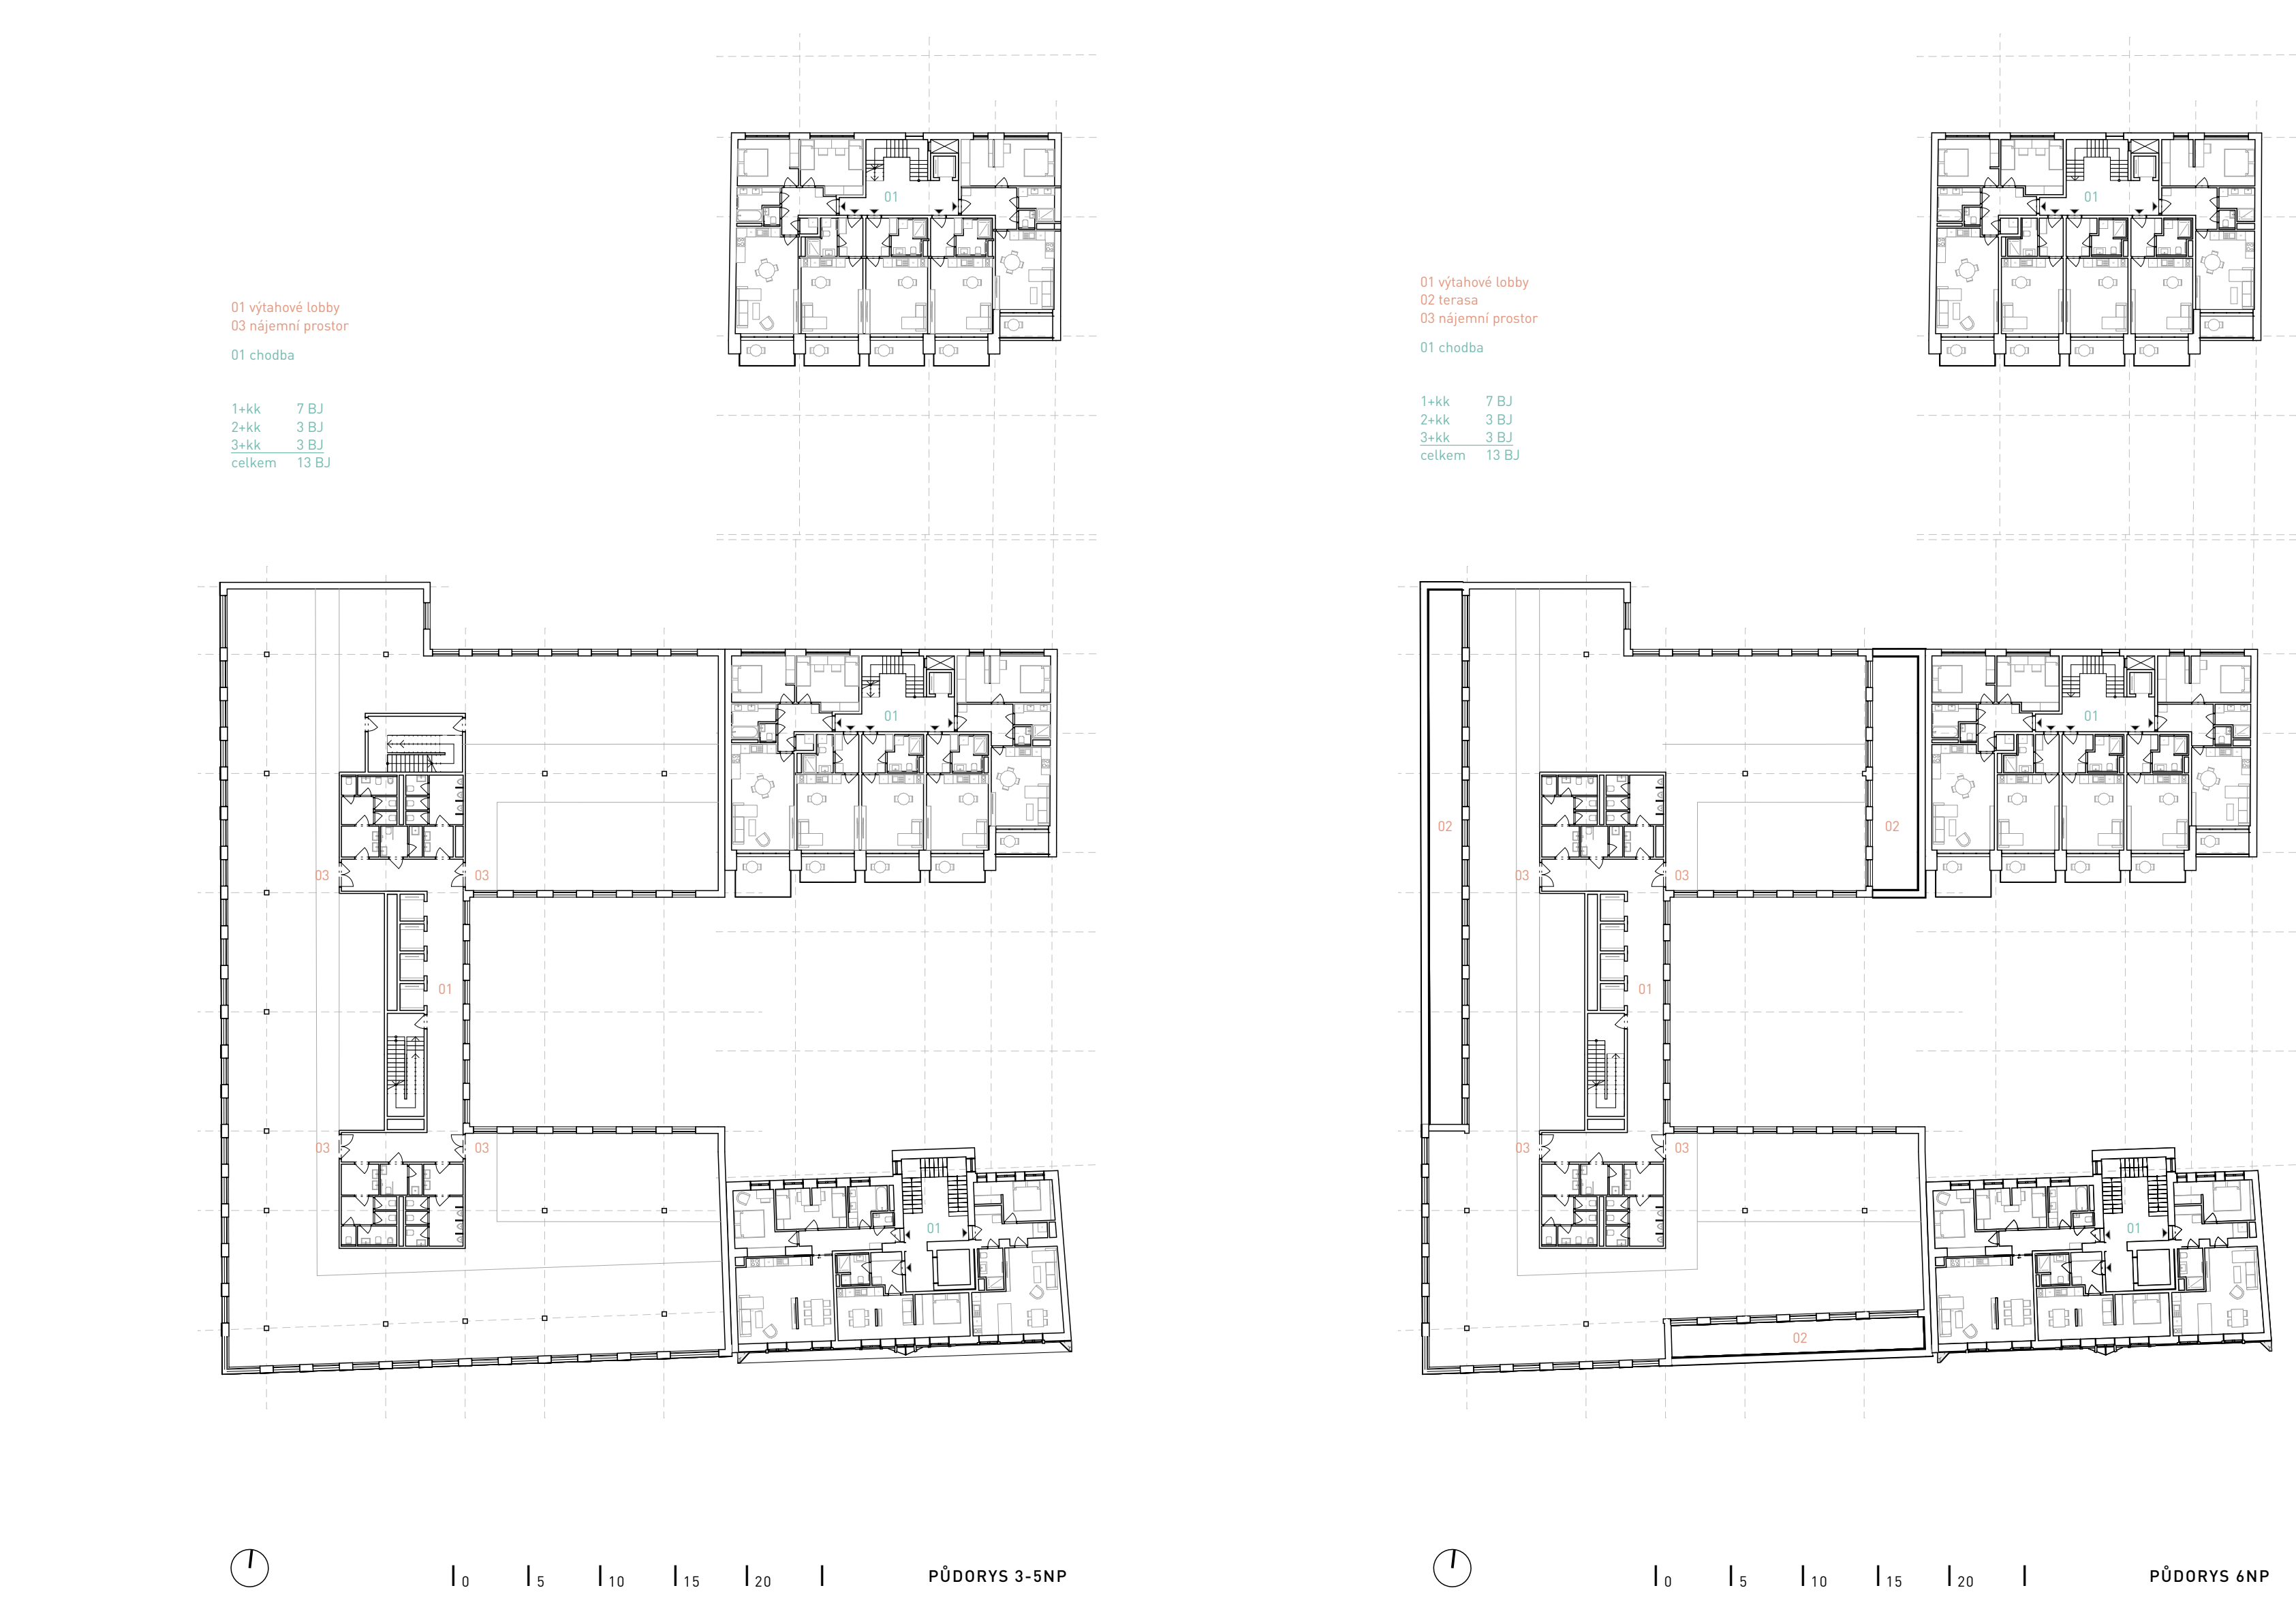 01 výtahové lobby
03 nájemní prostor
01 chodba
1+kk 7 BJ
2+kk 3 BJ
3+kk 3 BJ
celkem 13 BJ
01
01
03
03
01
03
03
01
0 5 10 15 20
PŮDORYS 3-5NP
01 výtahové lobby
02 terasa
03 nájemní prostor
01 chodba
1+kk 7 BJ
2+kk 3 BJ
3+kk 3 BJ
celkem 13 BJ
01
01
02
02
03
03
01
03
03
01
02
0 5 10 15 20
PŮDORYS 6NP